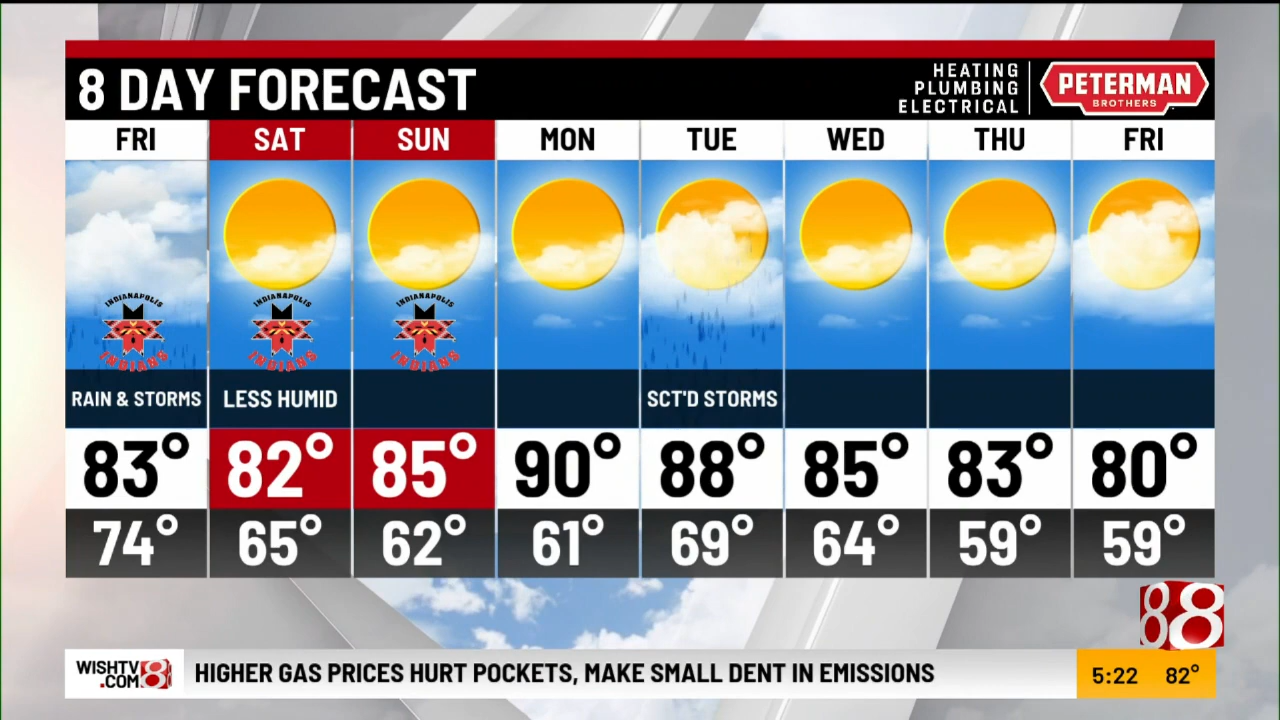 8 DAY FORECAST
HEATING
PLUMBING
ELECTRICAL
PETERMAN
BROTHERS
FRI SAT SUN MON TUE WED THU FRI
INDIANAPOLIS INDIANAPOLIS INDIANAPOLIS
INDIANS INDIANS INDIANS
RAIN & STORMS LESS HUMID SCT'D STORMS
83° 82° 85° 90° 88° 85° 83° 80°
74° 65° 62° 61° 69° 64° 59° 59°
88
WISHTV
.COM 8
HIGHER GAS PRICES HURT POCKETS, MAKE SMALL DENT IN EMISSIONS
5:22 82°